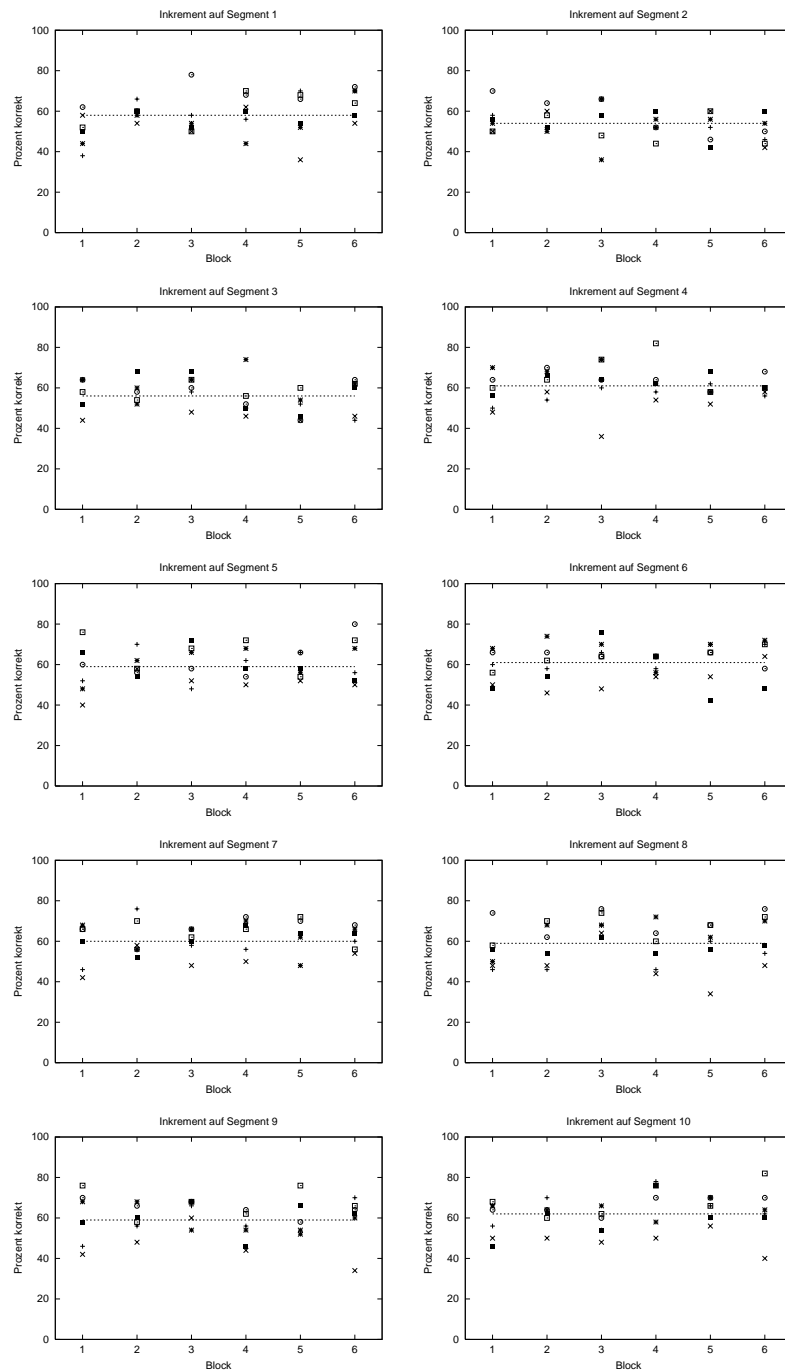 Inkrement auf Segment 1
100
80
60
40
20
0
Prozent korrekt
1 2 3 4 5 6
Block
Inkrement auf Segment 2
100
80
60
40
20
0
Prozent korrekt
1 2 3 4 5 6
Block
Inkrement auf Segment 3
100
80
60
40
20
0
Prozent korrekt
1 2 3 4 5 6
Block
Inkrement auf Segment 4
100
80
60
40
20
0
Prozent korrekt
1 2 3 4 5 6
Block
Inkrement auf Segment 5
100
80
60
40
20
0
Prozent korrekt
1 2 3 4 5 6
Block
Inkrement auf Segment 6
100
80
60
40
20
0
Prozent korrekt
1 2 3 4 5 6
Block
Inkrement auf Segment 7
100
80
60
40
20
0
Prozent korrekt
1 2 3 4 5 6
Block
Inkrement auf Segment 8
100
80
60
40
20
0
Prozent korrekt
1 2 3 4 5 6
Block
Inkrement auf Segment 9
100
80
60
40
20
0
Prozent korrekt
1 2 3 4 5 6
Block
Inkrement auf Segment 10
100
80
60
40
20
0
Prozent korrekt
1 2 3 4 5 6
Block